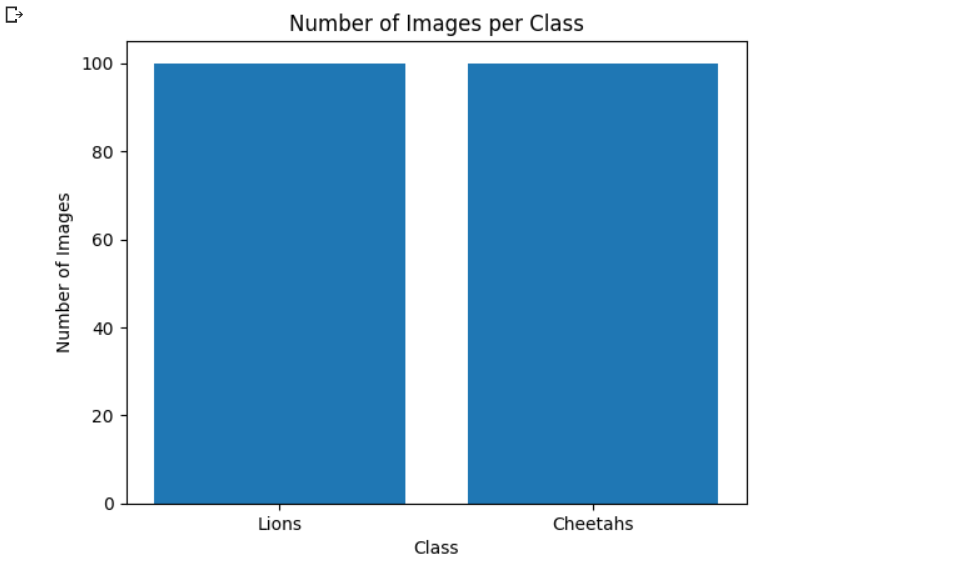 Number of Images per Class
Number of Images
100
80
60
40
20
0
Lions Cheetahs
Class